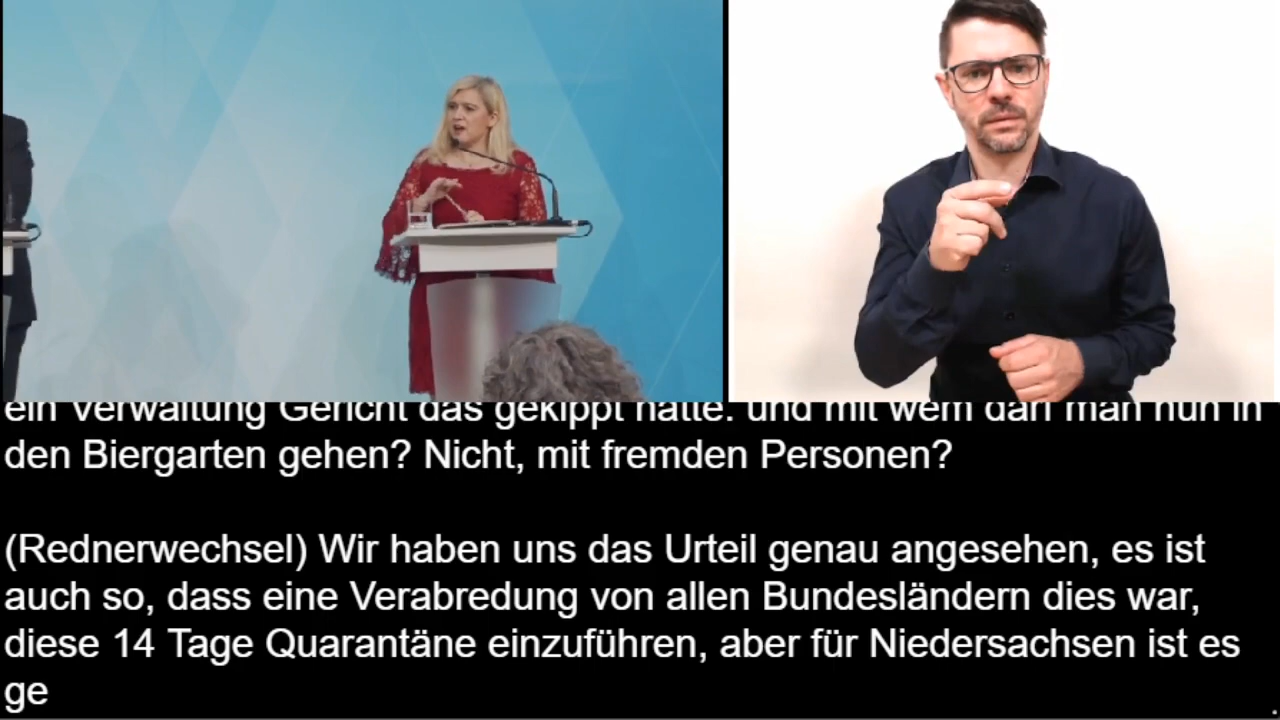 ein Verwaltung Gericht das gekippt hatte. und mit wem darf man nun in
den Biergarten gehen? Nicht, mit fremden Personen?
(Rednerwechsel) Wir haben uns das Urteil genau angesehen, es ist
auch so, dass eine Verabredung von allen Bundesländern dies war,
diese 14 Tage Quarantäne einzuführen, aber für Niedersachsen ist es
ge